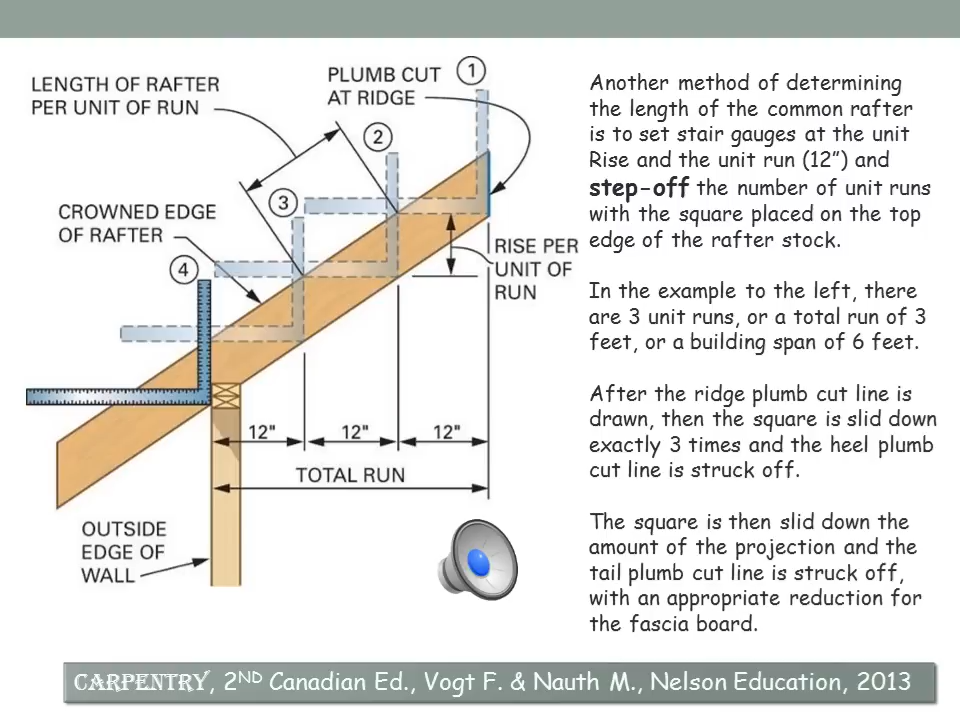 LENGTH OF RAFTER
PER UNIT OF RUN
PLUMB CUT
AT RIDGE
1
2
3
CROWNED EDGE
OF RAFTER
4
RISE PER
UNIT OF
RUN
12"
12"
12"
TOTAL RUN
OUTSIDE
EDGE OF
WALL
Another method of determining
the length of the common rafter
is to set stair gauges at the unit
Rise and the unit run (12”) and
step-off the number of unit runs
with the square placed on the top
edge of the rafter stock.
In the example to the left, there
are 3 unit runs, or a total run of 3
feet, or a building span of 6 feet.
After the ridge plumb cut line is
drawn, then the square is slid down
exactly 3 times and the heel plumb
cut line is struck off.
The square is then slid down the
amount of the projection and the
tail plumb cut line is struck off,
with an appropriate reduction for
the fascia board.
CARPENTRY, 2ND Canadian Ed., Vogt F. & Nauth M., Nelson Education, 2013